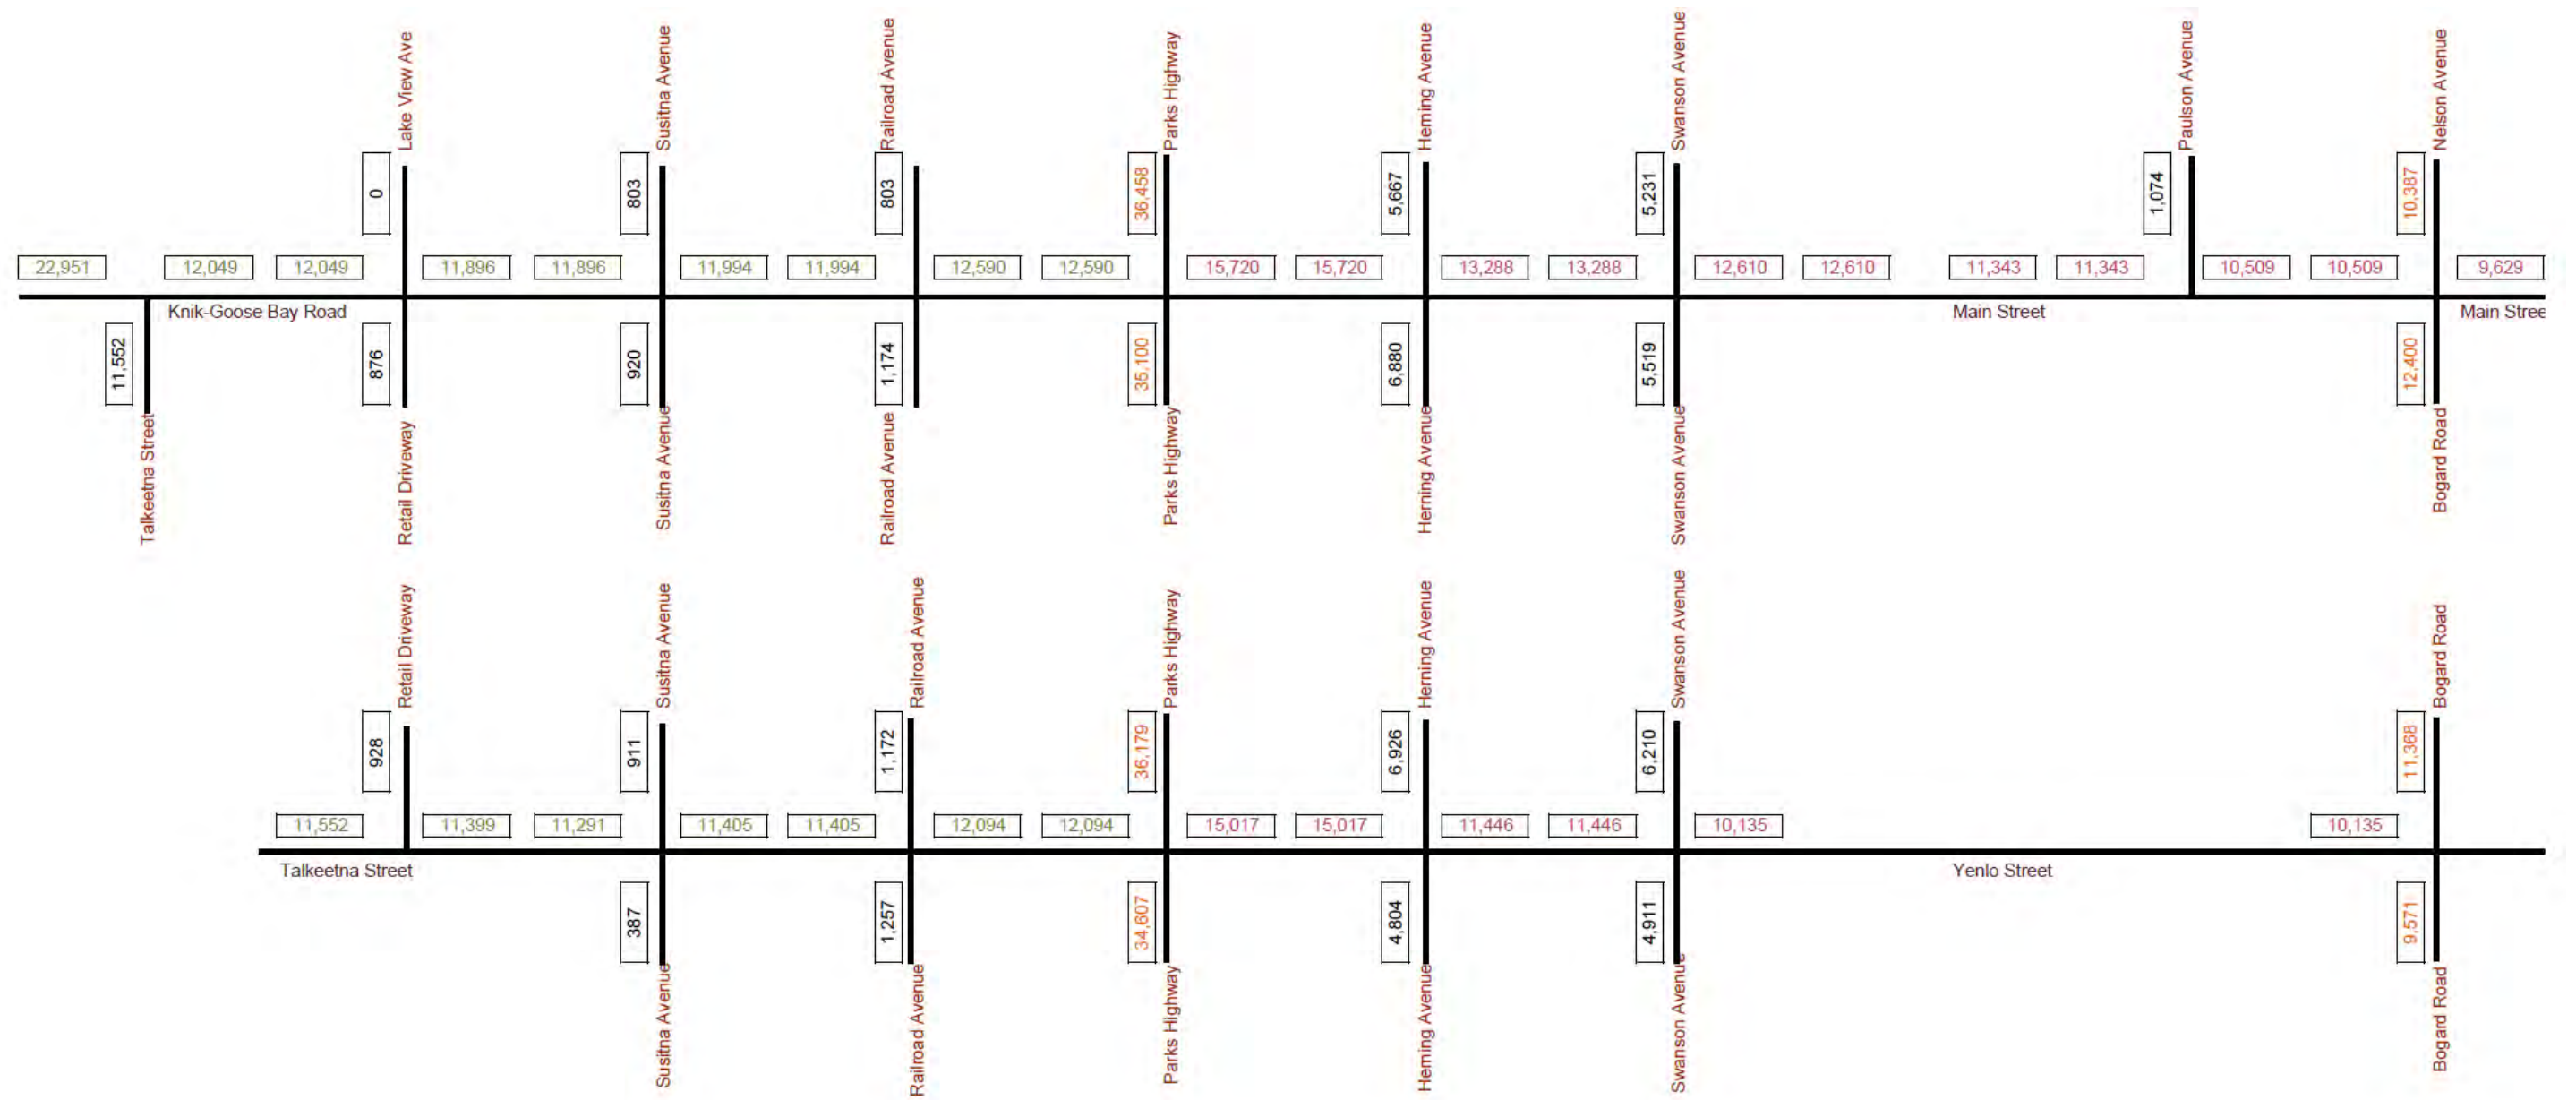 Lake View Ave
Susitna Avenue
Railroad Avenue
Parks Highway
Herning Avenue
Swanson Avenue
Paulson Avenue
Nelson Avenue
0
803
803
36,458
5,667
5,231
1,074
10,387
22,951 12,049 12,049 11,896 11,896 11,994 11,994 12,590 12,590 15,720 15,720 13,288 13,288 12,610 12,610 11,343 11,343 10,509 10,509 9,629
Knik-Goose Bay Road Main Street Main Stree
11,552
876
920
1,174
35,100
6,880
5,519
12,400
Talkeetna Street
Retail Driveway
Susitna Avenue
Railroad Avenue
Parks Highway
Herning Avenue
Swanson Avenue
Bogard Road
Retail Driveway
Susitna Avenue
Railroad Avenue
Parks Highway
Herning Avenue
Swanson Avenue
Bogard Road
928
911
1,172
36,179
6,926
6,210
11,368
11,552 11,399 11,291 11,405 11,405 12,094 12,094 15,017 15,017 11,446 11,446 10,135 10,135
Talkeetna Street Yenlo Street
387
1,257
34,607
4,804
4,911
9,571
Susitna Avenue
Railroad Avenue
Parks Highway
Herning Avenue
Swanson Avenue
Bogard Road